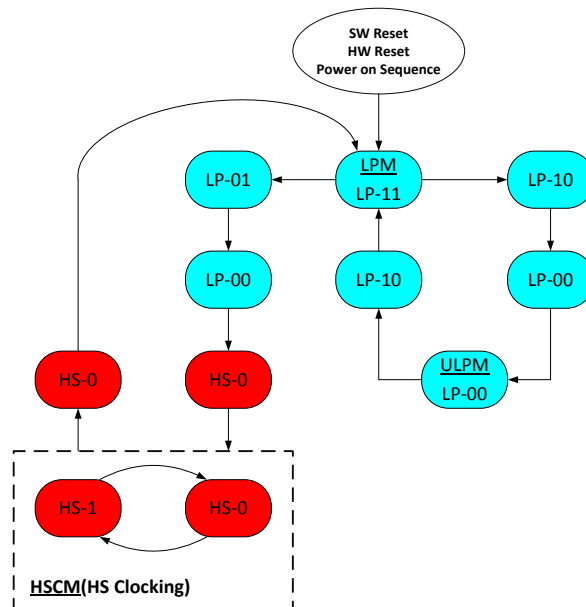 SW Reset
HW Reset
Power on Sequence
LP-01
LPM
LP-11
LP-10
LP-00
LP-10
LP-00
HS-0
HS-0
ULPM
LP-00
HS-1
HS-0
HSCM(HS Clocking)